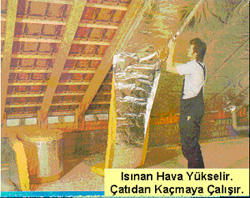 Isınan Hava Yükselir.
Çatıdan Kaçmaya Çalışır.